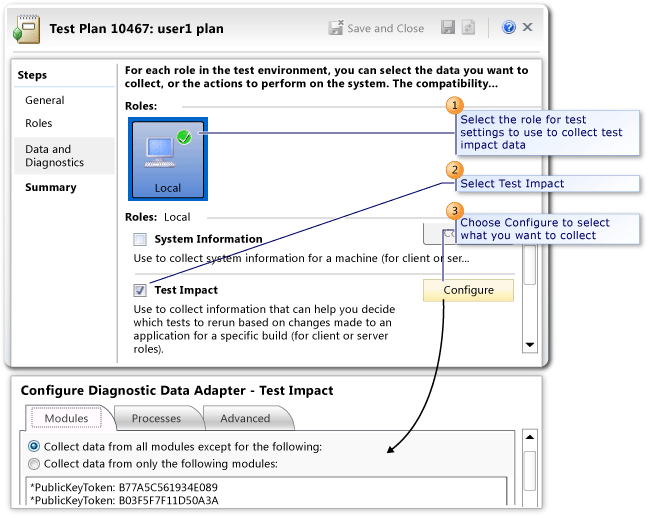 Test Plan 10467: user1 plan
Save and Close
Steps
General
Roles
Data and
Diagnostics
Summary
For each role in the test environment, you can select the data you want to
collect, or the actions to perform on the system. The compatibility...
Roles:
Local
1
Select the role for test
settings to use to collect test
impact data
2
Select Test Impact
3
Choose Configure to select
what you want to collect
Roles: Local
System Information
Use to collect system information for a machine (for client or ser...
Test Impact
Configure
Use to collect information that can help you decide
which tests to rerun based on changes made to an
application for a specific build (for client or server
roles).
Configure Diagnostic Data Adapter - Test Impact
Modules
Processes
Advanced
Collect data from all modules except for the following:
Collect data from only the following modules:
*PublicKeyToken: B77A5C561934E089
*PublicKeyToken: B03F5F7F11D50A3A